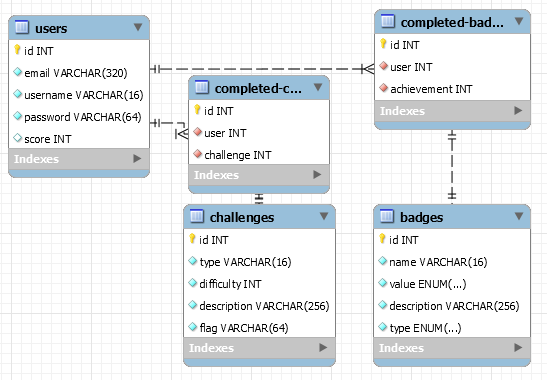 users
id INT
email VARCHAR(320)
username VARCHAR(16)
password VARCHAR(64)
score INT
Indexes
completed-c...
id INT
user INT
challenge INT
Indexes
completed-bad...
id INT
user INT
achievement INT
Indexes
challenges
id INT
type VARCHAR(16)
difficulty INT
description VARCHAR(256)
flag VARCHAR(64)
Indexes
badges
id INT
name VARCHAR(16)
value ENUM(...)
description VARCHAR(256)
type ENUM(...)
Indexes